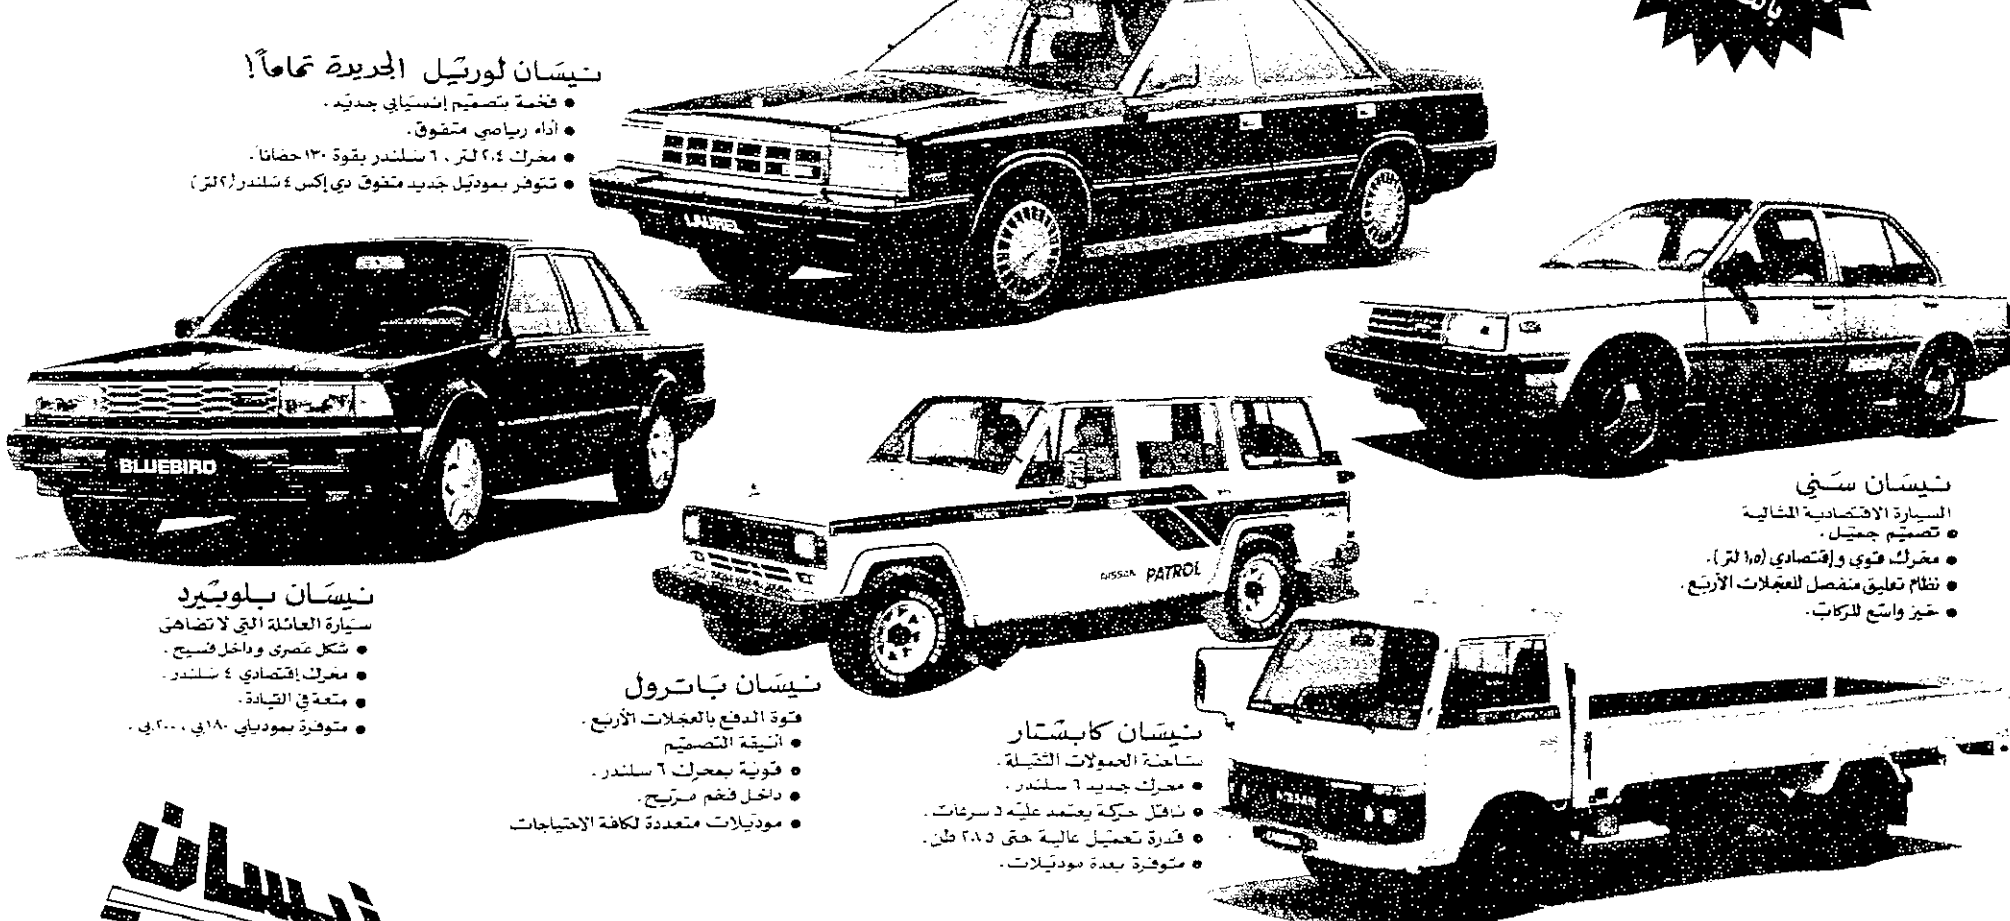 نيسان لوريل الجديدة تماماً!
• فخمة بتصميم إنسيابي جديد.
• أداء رياضي متفوق.
• محرك ٢،٤ لتر، ٦ سلندر بقوة ١٣٠ حصاناً.
• تتوفر بموديل جديد متفوق دي إكس ٤ سلندر (٢ لتر)
LAUREL
BLUEBIRD
نيسان سني
السيارة الاقتصادية المثالية
• تصميم جميل.
• محرك قوي وإقتصادي (١،٥ لتر).
• نظام تعليق منفصل للعجلات الأربع.
• حيز واسع للركاب.
NISSAN PATROL
نيسان بلوبيرد
سيارة العائلة التي لا تضاهى
• شكل عصري وداخل فسيح.
• محرك إقتصادي ٤ سلندر.
• متعة في القيادة.
• متوفرة بموديلي ١٨٠بي، ٢٠٠بي.
نيسان باترول
قوة الدفع بالعجلات الأربع.
• أنيقة التصميم
• قوية بمحرك ٦ سلندر.
• داخل فخم مريح.
• موديلات متعددة لكافة الاحتياجات
نيسان كابستار
شاحنة الحمولات الثقيلة.
• محرك جديد ٦ سلندر.
• ناقل حركة يعتمد عليه ٥ سرعات.
• قدرة تحميل عالية حتى ٢،٨٥ طن.
• متوفرة بعدة موديلات.
NISSAN
نيسان